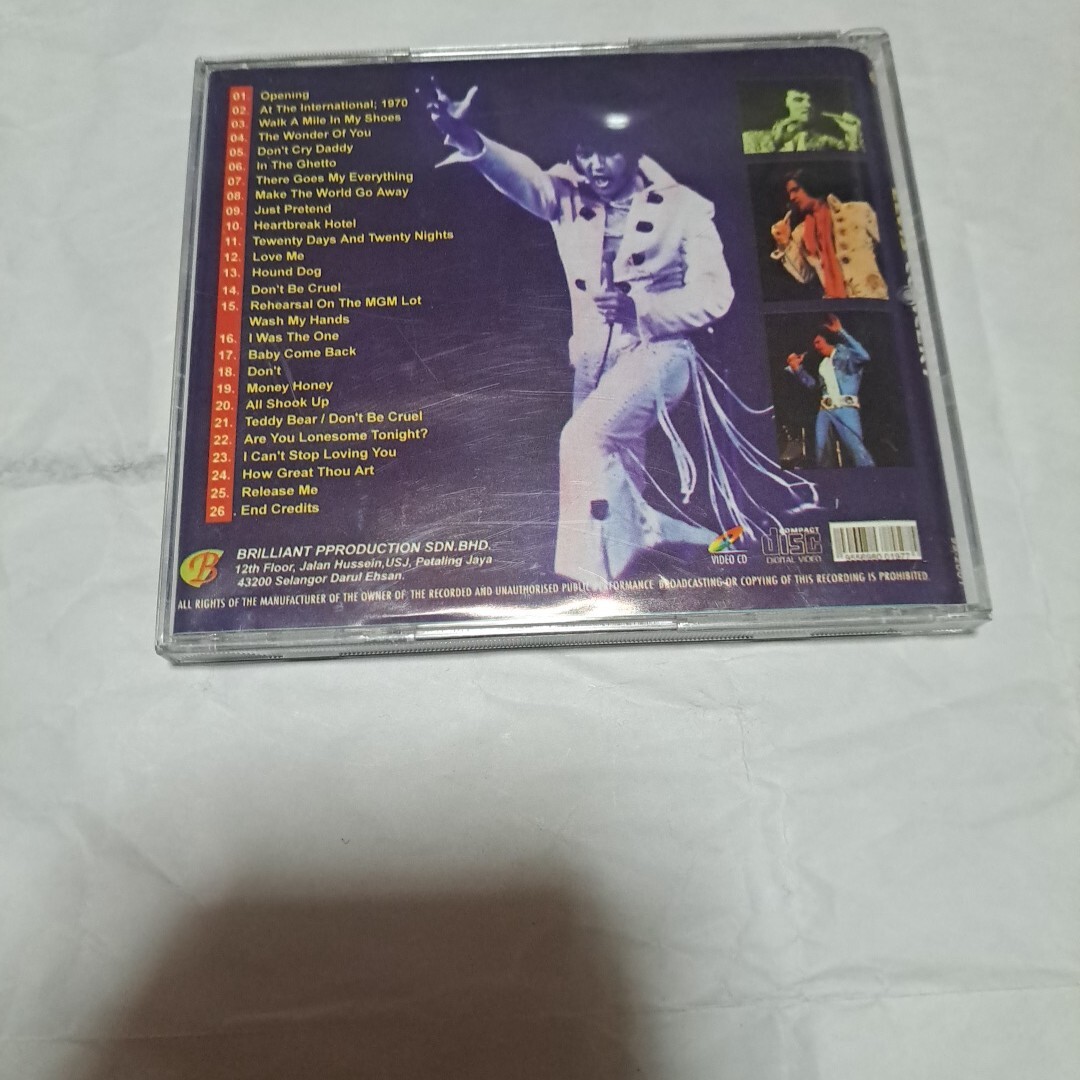 01. Opening
02. At The International; 1970
03. Walk A Mile In My Shoes
04. The Wonder Of You
05. Don't Cry Daddy
06. In The Ghetto
07. There Goes My Everything
08. Make The World Go Away
09. Just Pretend
10. Heartbreak Hotel
11. Tewenty Days And Twenty Nights
12. Love Me
13. Hound Dog
14. Don't Be Cruel
15. Rehearsal On The MGM Lot
Wash My Hands
16. I Was The One
17. Baby Come Back
18. Don't
19. Money Honey
20. All Shook Up
21. Teddy Bear / Don't Be Cruel
22. Are You Lonesome Tonight?
23. I Can't Stop Loving You
24. How Great Thou Art
25. Release Me
26. End Credits
B
BRILLIANT PPRODUCTION SDN.BHD.
12th Floor, Jalan Hussein,USJ, Petaling Jaya
43200 Selangor Darul Ehsan.
VIDEO CD
COMPACT
disc
DIGITAL VIDEO
ALL RIGHTS OF THE MANUFACTURER OF THE OWNER OF THE RECORDED AND UNAUTHORISED PUBLIC PERFORMANCE BROADCASTING OR COPYING OF THIS RECORDING IS PROHIBITED.